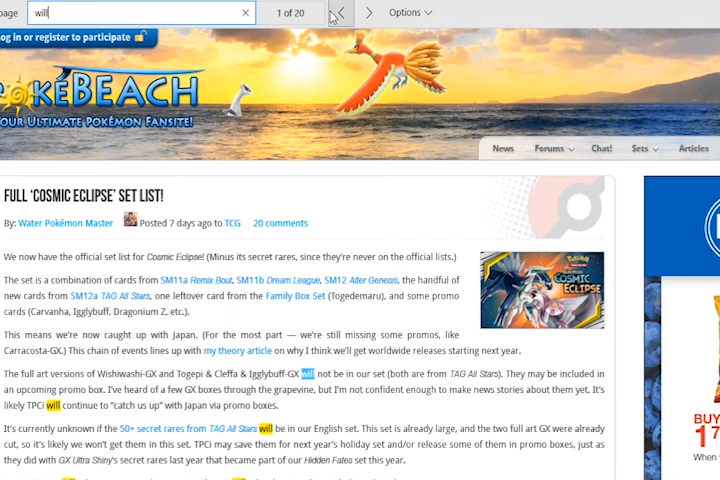 page will 1 of 20 Options
Log in or register to participate
POKÉBEACH
YOUR ULTIMATE POKÉMON FANSITE!
News Forums Chat! Sets Articles
FULL ‘COSMIC ECLIPSE’ SET LIST!
By: Water Pokémon Master Posted 7 days ago to TCG 20 comments
We now have the official set list for Cosmic Eclipse! (Minus its secret rares, since they’re never on the official lists.)
The set is a combination of cards from SM11a Remix Bout, SM11b Dream League, SM12 Alter Genesis, the handful of
new cards from SM12a TAG All Stars, one leftover card from the Family Box Set (Togedemaru), and some promo
cards (Carvanha, Igglybuff, Dragonium Z, etc.).
Pokémon
COSMIC
ECLIPSE
This means we’re now caught up with Japan. (For the most part — we’re still missing some promos, like
Carracosta-GX.) This chain of events lines up with my theory article on why I think we’ll get worldwide releases starting next year.
The full art versions of Wishiwashi-GX and Togepi & Cleffa & Igglybuff-GX will not be in our set (both are from TAG All Stars). They may be included in
an upcoming promo box. I’ve heard of a few GX boxes through the grapevine, but I’m not confident enough to make news stories about them yet. It’s
likely TPCi will continue to “catch us up” with Japan via promo boxes.
It’s currently unknown if the 50+ secret rares from TAG All Stars will be in our English set. This set is already large, and the two full art GX were already
cut, so it’s likely we won’t get them in this set. TPCi may save them for next year’s holiday set and/or release some of them in promo boxes, just as
they did with GX Ultra Shiny’s secret rares last year that became part of our Hidden Fates set this year.
BUY
17
When